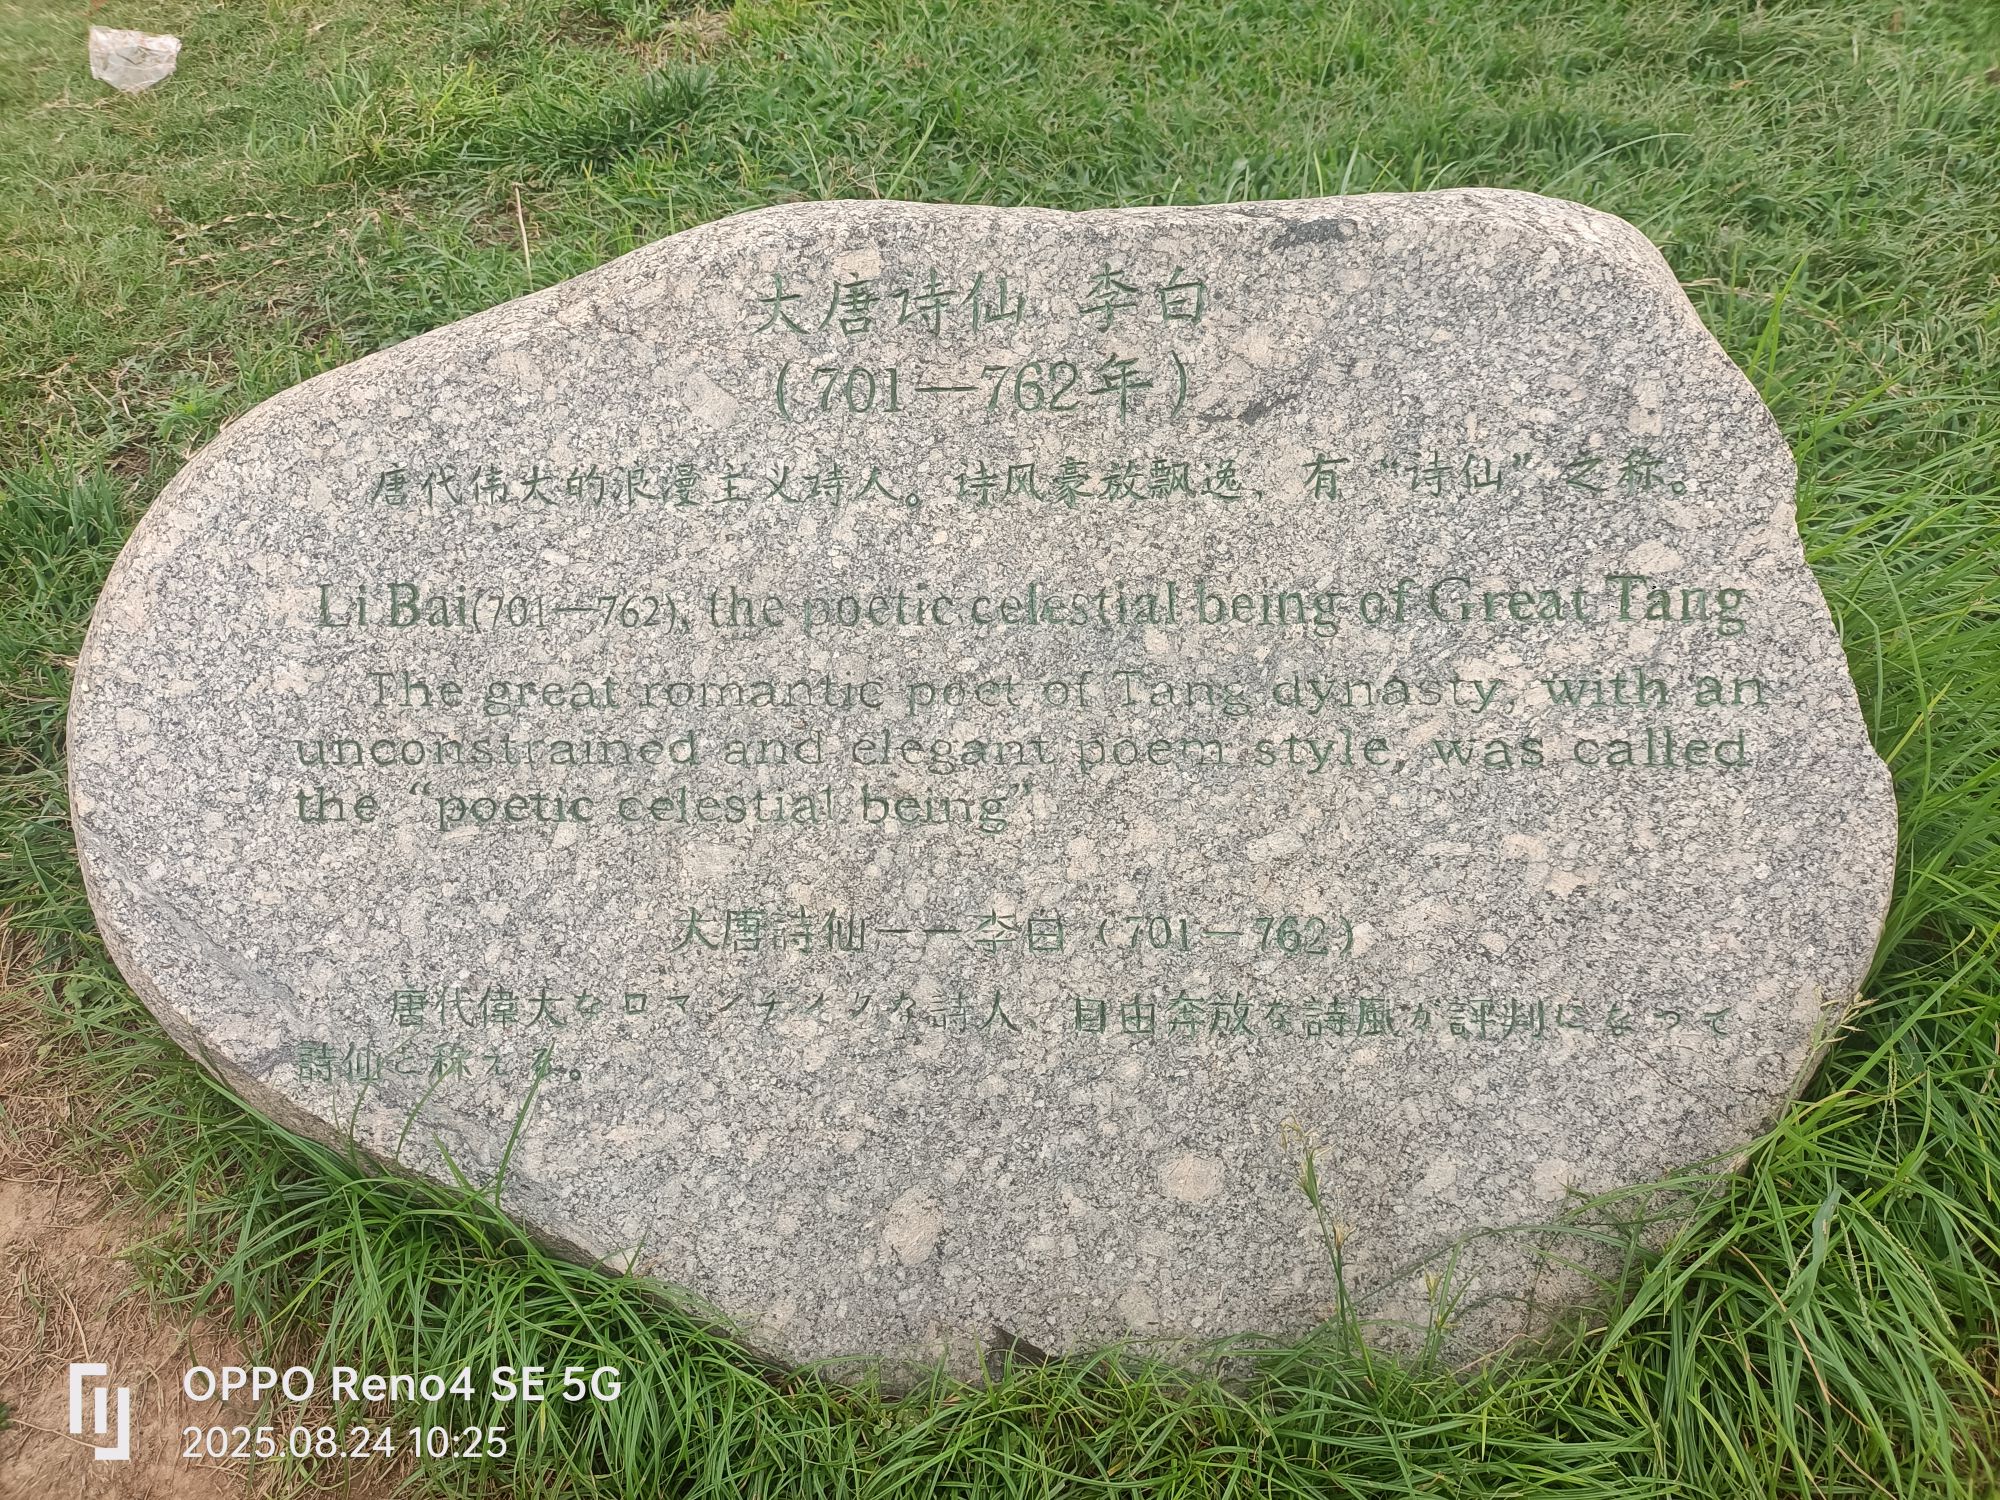 大唐诗仙 李白
(701—762年)
唐代伟大的浪漫主义诗人。诗风豪放飘逸，有“诗仙”之称。
Li Bai(701—762), the poetic celestial being of Great Tang
The great romantic poet of Tang dynasty, with an
unconstrained and elegant poem style, was called
the “poetic celestial being”
大唐詩仙——李白（701－762）
唐代偉大なロマンデイクな詩人、自由奔放な詩風が評判になって
詩仙と称える。
OPPO Reno4 SE 5G
2025.08.24 10:25